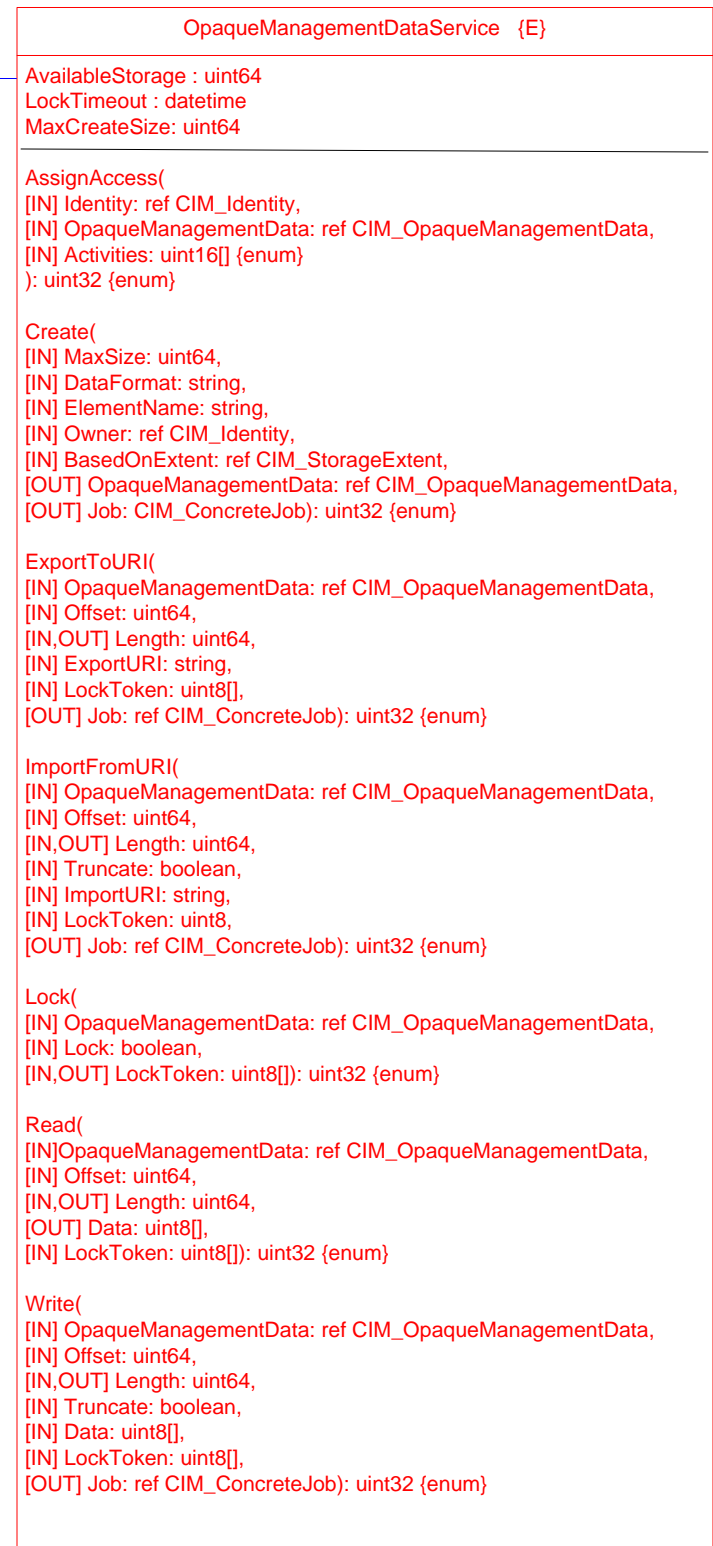 OpaqueManagementDataService {E}
AvailableStorage : uint64
LockTimeout : datetime
MaxCreateSize: uint64
AssignAccess(
[IN] Identity: ref CIM_Identity,
[IN] OpaqueManagementData: ref CIM_OpaqueManagementData,
[IN] Activities: uint16[] {enum}
): uint32 {enum}
Create(
[IN] MaxSize: uint64,
[IN] DataFormat: string,
[IN] ElementName: string,
[IN] Owner: ref CIM_Identity,
[IN] BasedOnExtent: ref CIM_StorageExtent,
[OUT] OpaqueManagementData: ref CIM_OpaqueManagementData,
[OUT] Job: CIM_ConcreteJob): uint32 {enum}
ExportToURI(
[IN] OpaqueManagementData: ref CIM_OpaqueManagementData,
[IN] Offset: uint64,
[IN,OUT] Length: uint64,
[IN] ExportURI: string,
[IN] LockToken: uint8[],
[OUT] Job: ref CIM_ConcreteJob): uint32 {enum}
ImportFromURI(
[IN] OpaqueManagementData: ref CIM_OpaqueManagementData,
[IN] Offset: uint64,
[IN,OUT] Length: uint64,
[IN] Truncate: boolean,
[IN] ImportURI: string,
[IN] LockToken: uint8,
[OUT] Job: ref CIM_ConcreteJob): uint32 {enum}
Lock(
[IN] OpaqueManagementData: ref CIM_OpaqueManagementData,
[IN] Lock: boolean,
[IN,OUT] LockToken: uint8[]): uint32 {enum}
Read(
[IN]OpaqueManagementData: ref CIM_OpaqueManagementData,
[IN] Offset: uint64,
[IN,OUT] Length: uint64,
[OUT] Data: uint8[],
[IN] LockToken: uint8[]): uint32 {enum}
Write(
[IN] OpaqueManagementData: ref CIM_OpaqueManagementData,
[IN] Offset: uint64,
[IN,OUT] Length: uint64,
[IN] Truncate: boolean,
[IN] Data: uint8[],
[IN] LockToken: uint8[],
[OUT] Job: ref CIM_ConcreteJob): uint32 {enum}